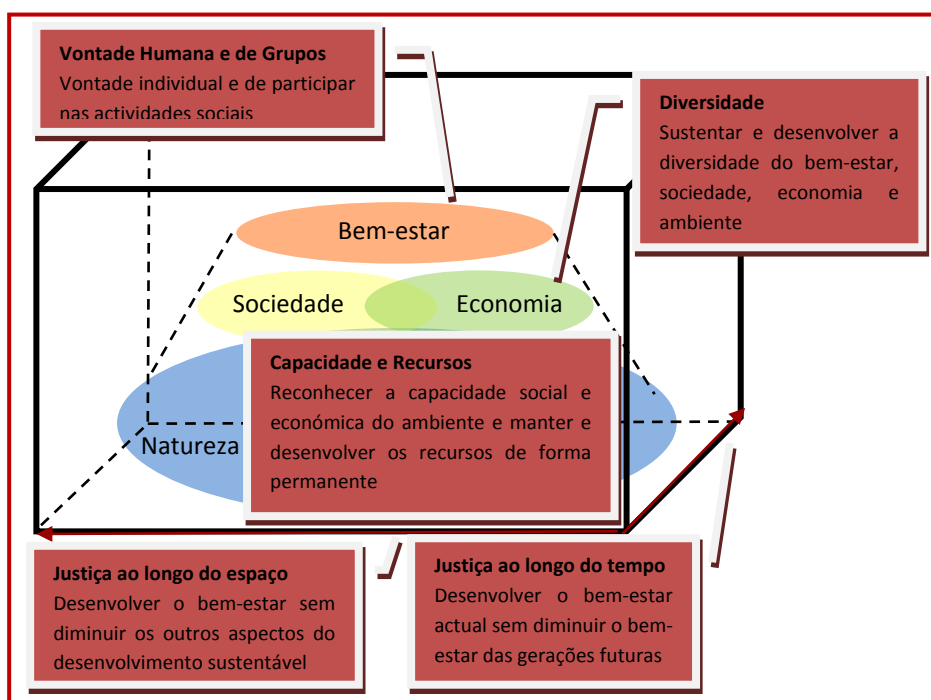 Vontade Humana e de Grupos
Vontade individual e de participar
nas actividades sociais
Diversidade
Sustentar e desenvolver a
diversidade do bem-estar,
sociedade, economia e
ambiente
Bem-estar
Sociedade
Economia
Capacidade e Recursos
Reconhecer a capacidade social e
económica do ambiente e manter e
desenvolver os recursos de forma
permanente
Natureza
Justiça ao longo do espaço
Desenvolver o bem-estar sem
diminuir os outros aspectos do
desenvolvimento sustentável
Justiça ao longo do tempo
Desenvolver o bem-estar
actual sem diminuir o bem-
estar das gerações futuras